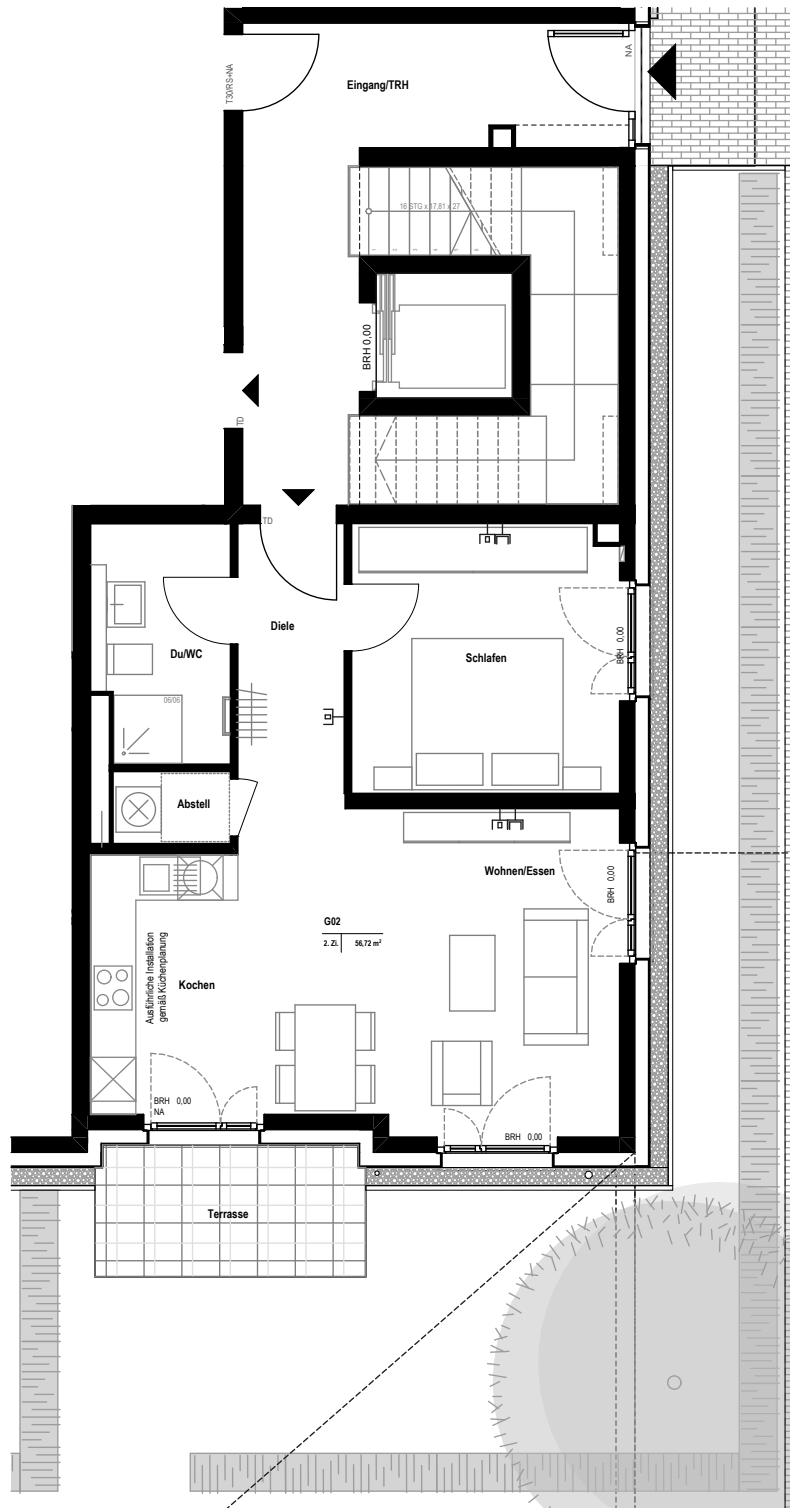 Eingang/TRH
NA
T30/RS+NA
16 STG x 17,81 x 27
BRH 0,00
TD
TD
Diele
Du/WC
Schlafen
BRH 0,00
06/06
Abstell
Wohnen/Essen
BRH 0,00
G02
2. Zi. 56,72 m²
Ausführliche Installation
gemäß Küchenplanung
Kochen
BRH 0,00
NA
BRH 0,00
Terrasse